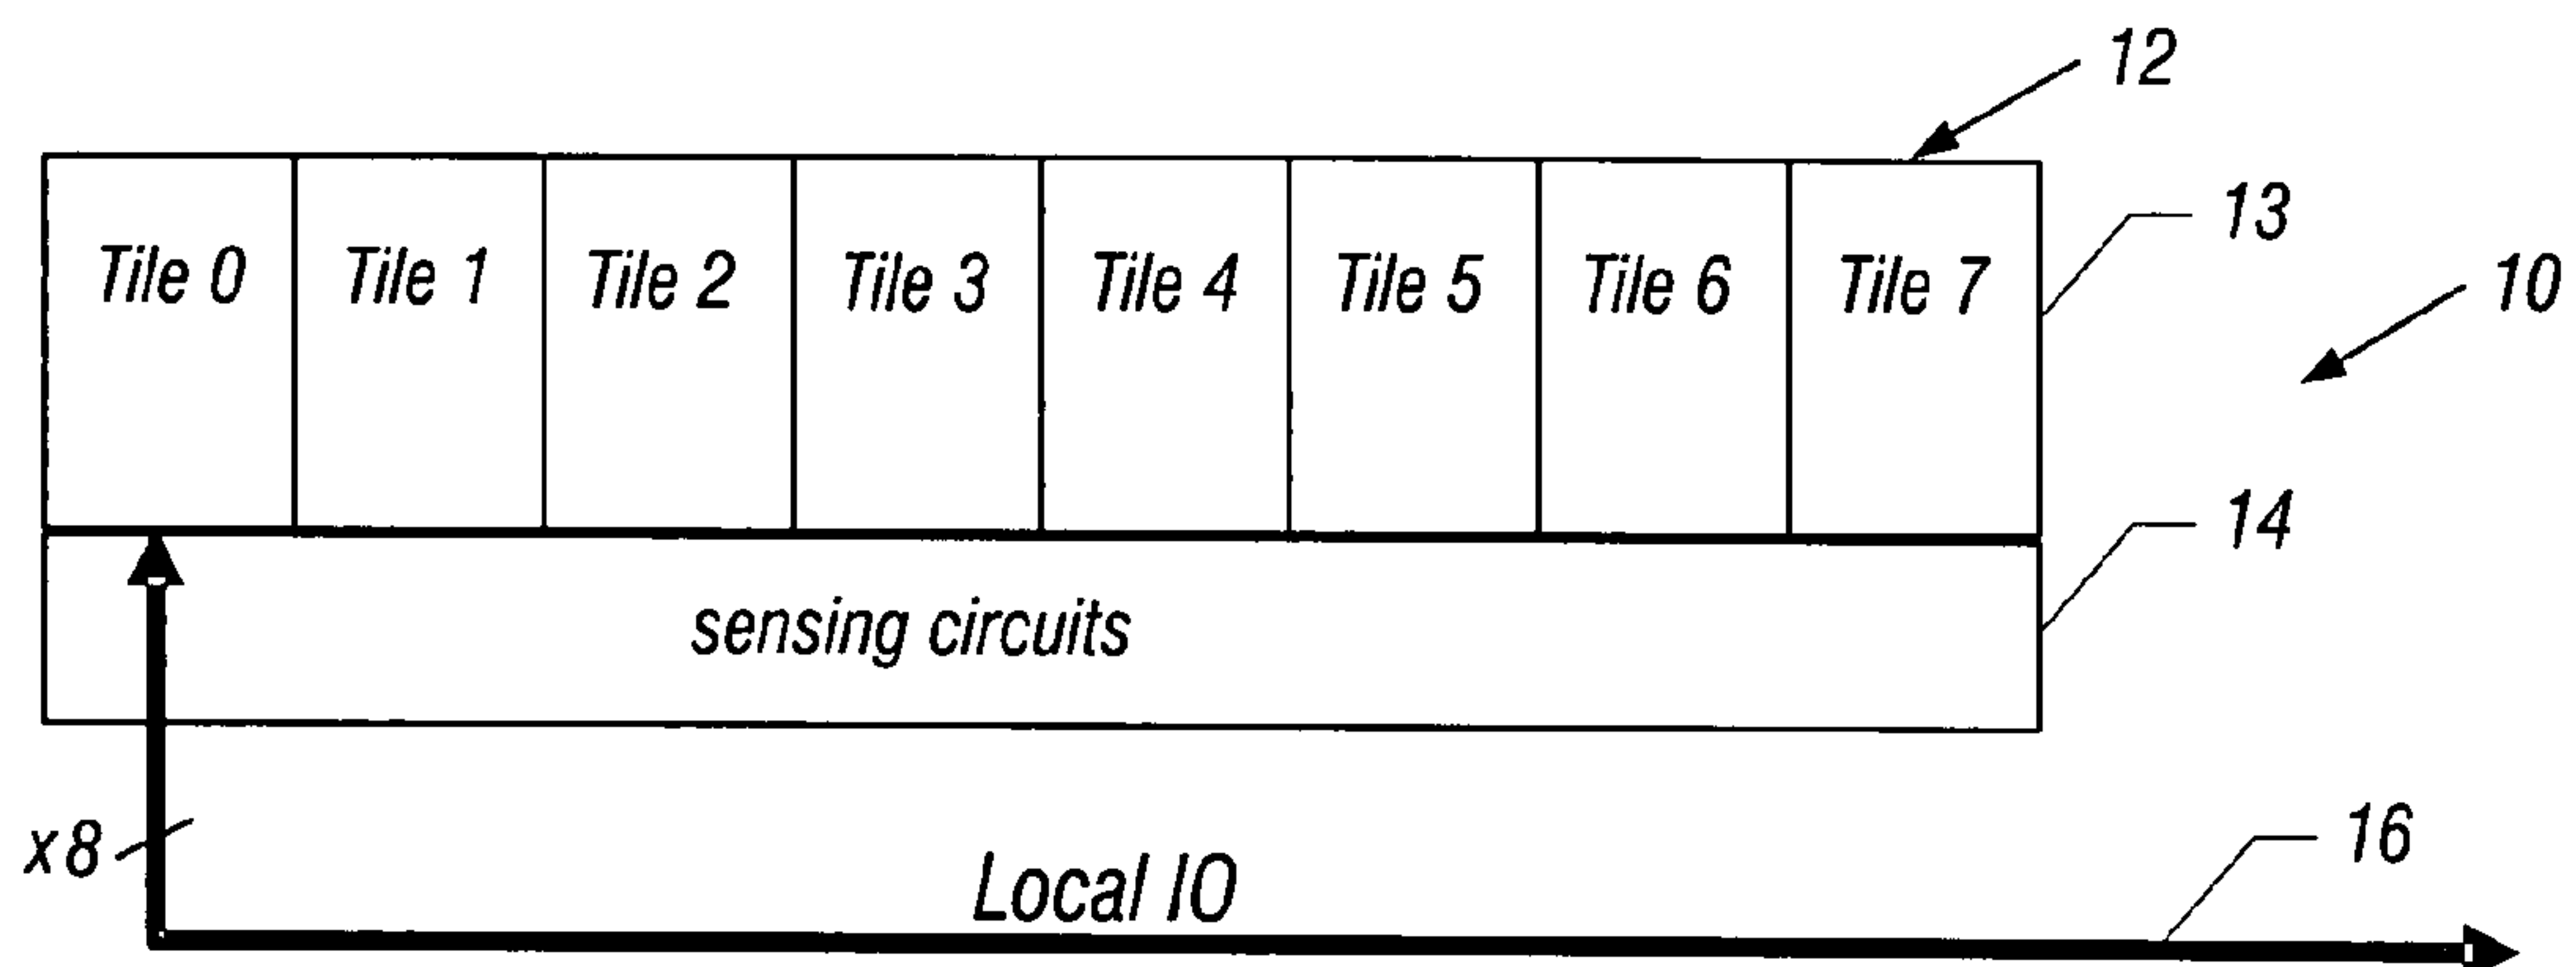 12
13
10
Tile 0 Tile 1 Tile 2 Tile 3 Tile 4 Tile 5 Tile 6 Tile 7
14
sensing circuits
x8
16
Local IO